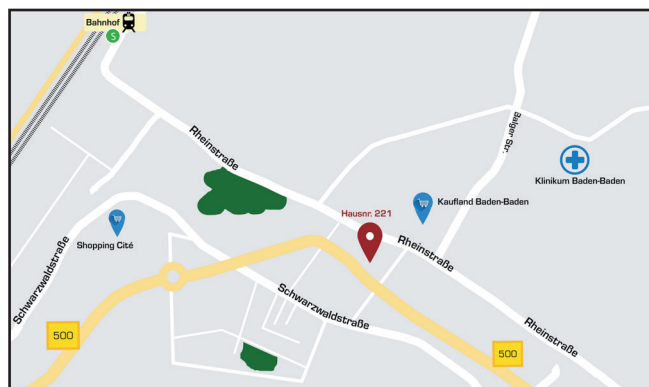 Bahnhof
S
Rheinstraße
Balger Str.
Klinikum Baden-Baden
Kaufland Baden-Baden
Hausnr. 221
Shopping Cité
Rheinstraße
Schwarzwaldstraße
Schwarzwaldstraße
Rheinstraße
500
500